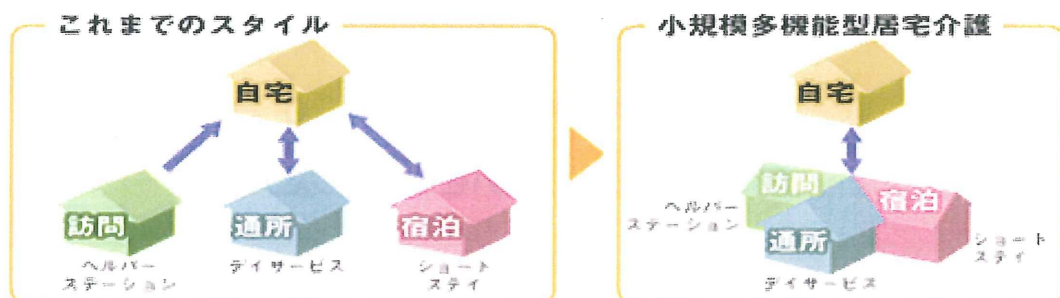 これまでのスタイル
自宅
訪問
通所
宿泊
ヘルパー
ステーション
デイサービス
ショート
ステイ
小規模多機能型居宅介護
自宅
訪問
宿泊
通所
ヘルパー
ステーション
ショート
ステイ
デイサービス